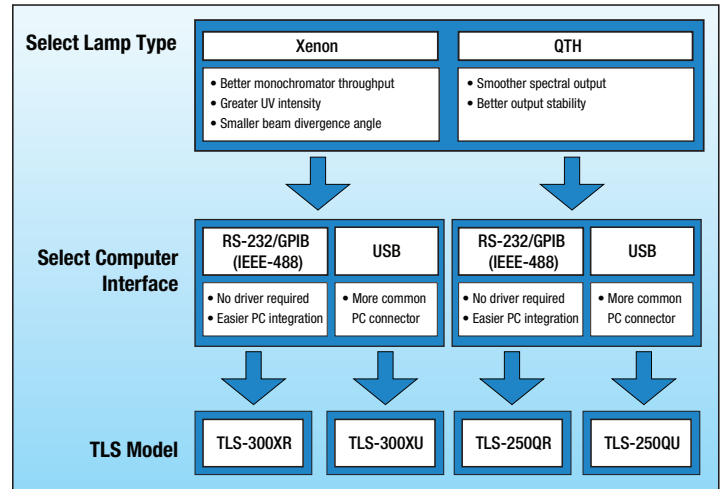 Select Lamp Type
Xenon
• Better monochromator throughput
• Greater UV intensity
• Smaller beam divergence angle
QTH
• Smoother spectral output
• Better output stability
Select Computer
Interface
RS-232/GPIB
(IEEE-488)
• No driver required
• Easier PC integration
USB
• More common
PC connector
RS-232/GPIB
(IEEE-488)
• No driver required
• Easier PC integration
USB
• More common
PC connector
TLS Model
TLS-300XR
TLS-300XU
TLS-250QR
TLS-250QU